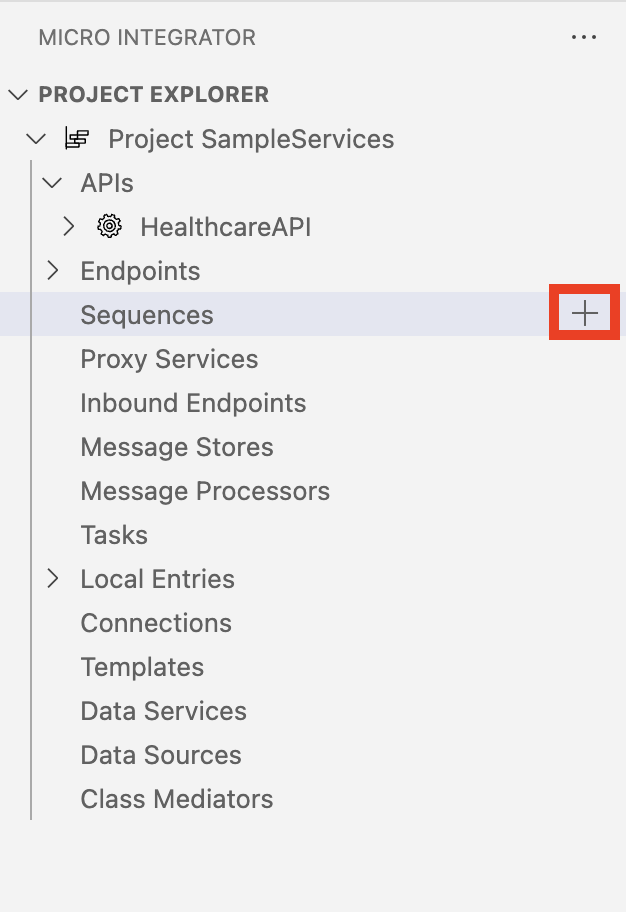 MICRO INTEGRATOR
PROJECT EXPLORER
Project SampleServices
APIs
HealthcareAPI
Endpoints
Sequences
Proxy Services
Inbound Endpoints
Message Stores
Message Processors
Tasks
Local Entries
Connections
Templates
Data Services
Data Sources
Class Mediators